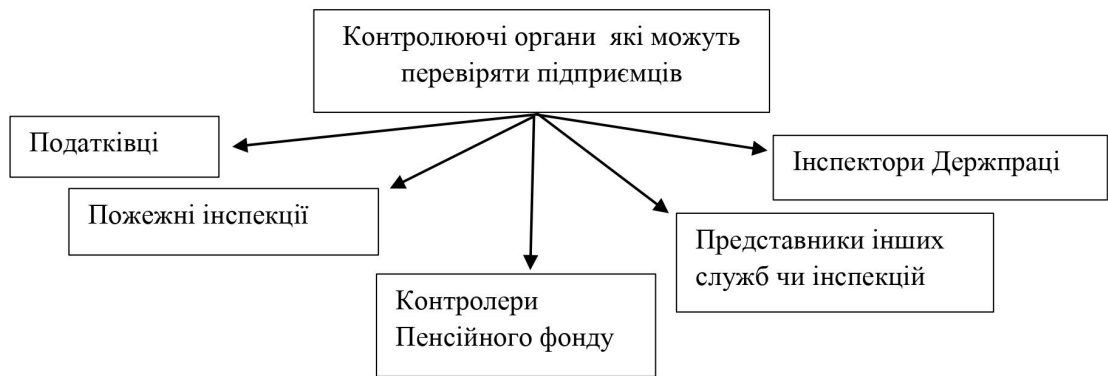 Контролюючі органи які можуть
перевіряти підприємців
Податківці
Інспектори Держпраці
Пожежні інспекції
Представники інших
служб чи інспекцій
Контролери
Пенсійного фонду